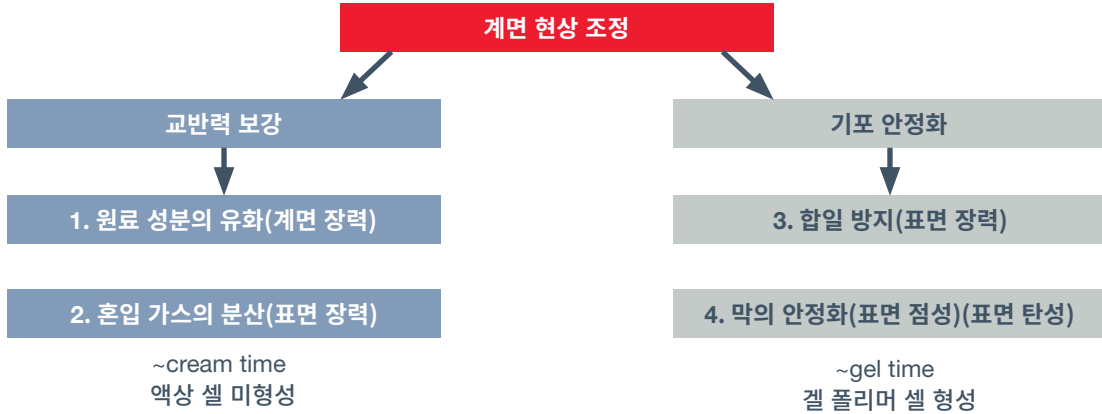 계면 현상 조정
교반력 보강
1. 원료 성분의 유화(계면 장력)
2. 혼입 가스의 분산(표면 장력)
~cream time
액상 셀 미형성
기포 안정화
3. 합일 방지(표면 장력)
4. 막의 안정화(표면 점성)(표면 탄성)
~gel time
겔 폴리머 셀 형성